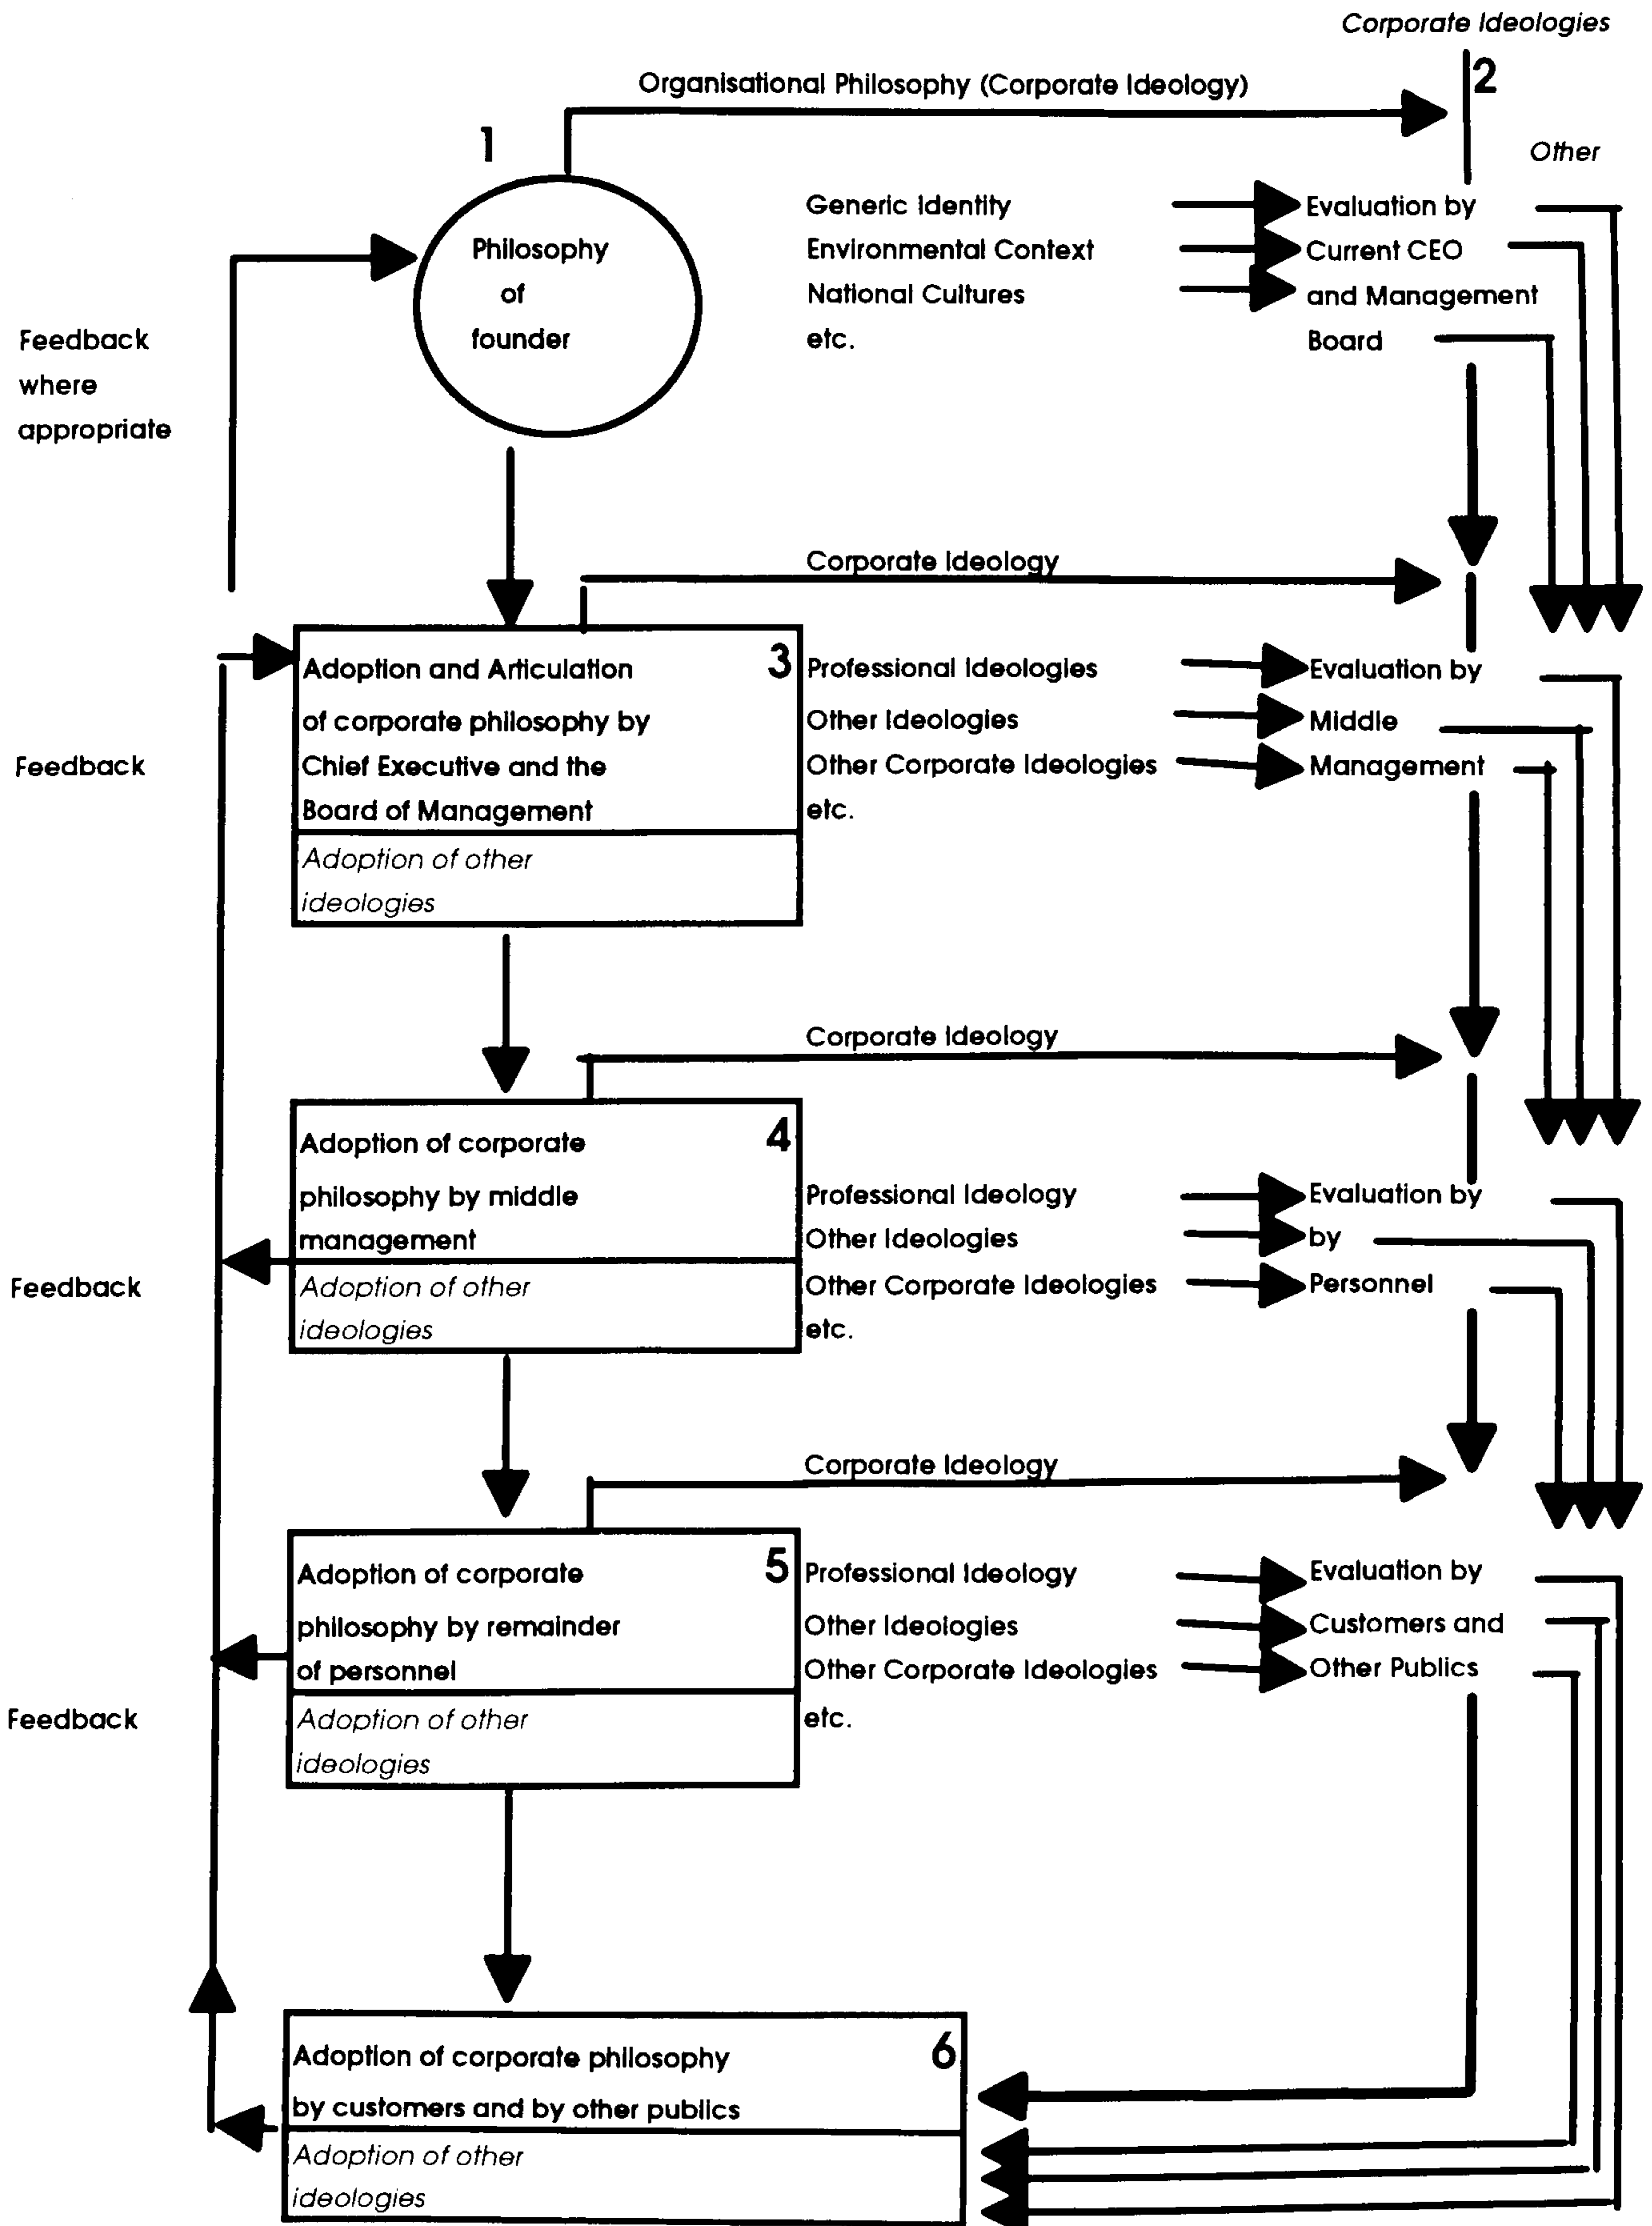 Corporate Ideologies
Organisational Philosophy (Corporate Ideology)
2
1
Other
Philosophy
of
founder
Generic Identity
Environmental Context
National Cultures
etc.
Evaluation by
Current CEO
and Management
Board
Feedback
where
appropriate
Corporate Ideology
3
Adoption and Articulation
of corporate philosophy by
Chief Executive and the
Board of Management
Adoption of other
ideologies
Professional Ideologies
Other Ideologies
Other Corporate Ideologies
etc.
Evaluation by
Middle
Management
Feedback
Corporate Ideology
4
Adoption of corporate
philosophy by middle
management
Adoption of other
ideologies
Professional Ideology
Other Ideologies
Other Corporate Ideologies
etc.
Evaluation by
by
Personnel
Feedback
Corporate Ideology
5
Adoption of corporate
philosophy by remainder
of personnel
Adoption of other
ideologies
Professional Ideology
Other Ideologies
Other Corporate Ideologies
etc.
Evaluation by
Customers and
Other Publics
Feedback
6
Adoption of corporate philosophy
by customers and by other publics
Adoption of other
ideologies